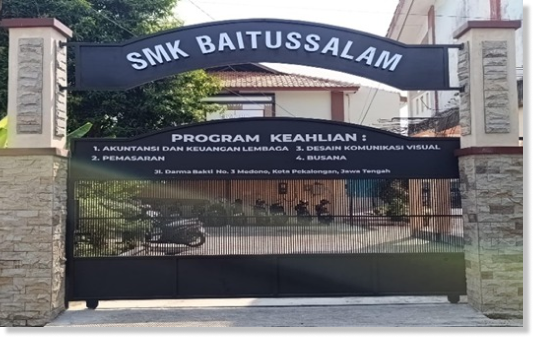 SMK BAITUSSALAM
PROGRAM KEAHLIAN :
1. AKUNTANSI DAN KEUANGAN LEMBAGA 3. DESAIN KOMUNIKASI VISUAL
2. PEMASARAN 4. BUSANA
Jl. Darma Bakti No. 3 Medono, Kota Pekalongan, Jawa Tengah